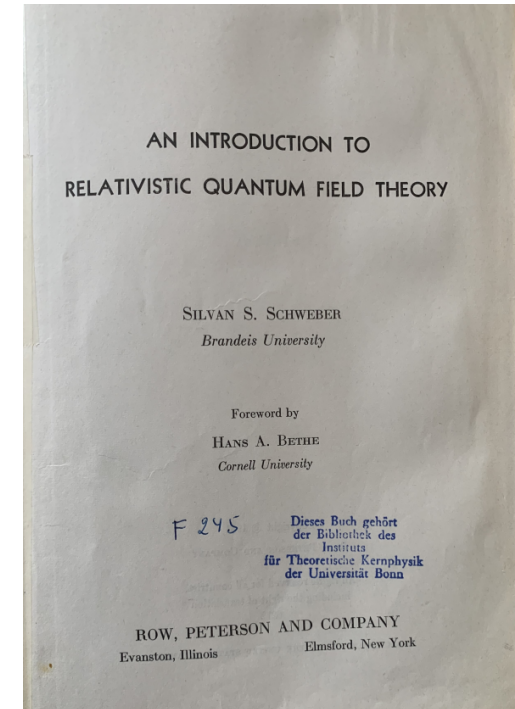 AN INTRODUCTION TO
RELATIVISTIC QUANTUM FIELD THEORY
SILVAN S. SCHWEBER
Brandeis University
Foreword by
HANS A. BETHE
Cornell University
F 245
Dieses Buch gehört
der Bibliothek des
Instituts
für Theoretische Kernphysik
der Universität Bonn
ROW, PETERSON AND COMPANY
Evanston, Illinois Elmsford, New York